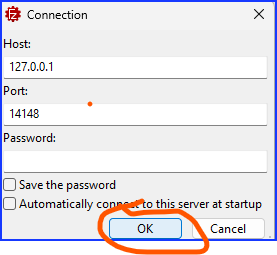 Connection
Host:
127.0.0.1
Port:
14148
Password:
Save the password
Automatically connect to this server at startup
OK Cancel